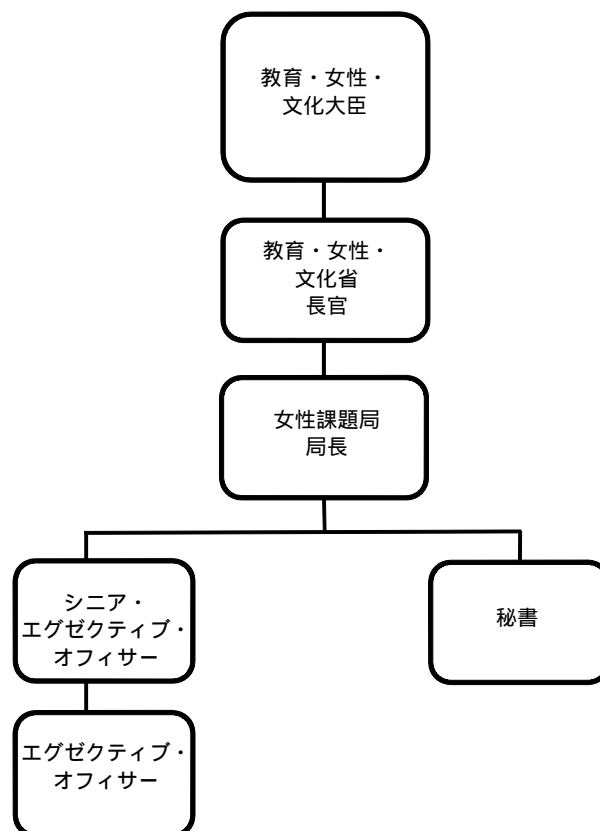 教育・女性・
文化大臣
教育・女性・
文化省
長官
女性課題局
局長
シニア・
エグゼクティブ・
オフィサー
秘書
エグゼクティブ・
オフィサー